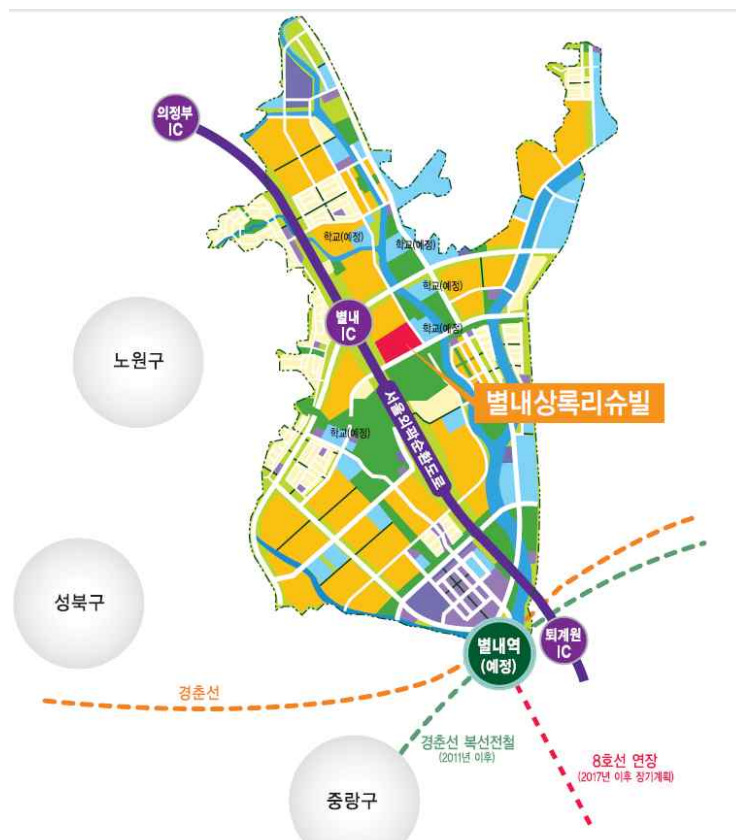 의정부
IC
학교(예정)
학교(예정)
학교(예정)
별내
IC
학교(예정)
노원구
별내상록리슈빌
학교(예정)
서울외곽순환도로
성북구
별내역
(예정)
퇴계원
IC
경춘선
경춘선 복선전철
(2011년 이후)
8호선 연장
(2017년 이후 장기계획)
중랑구